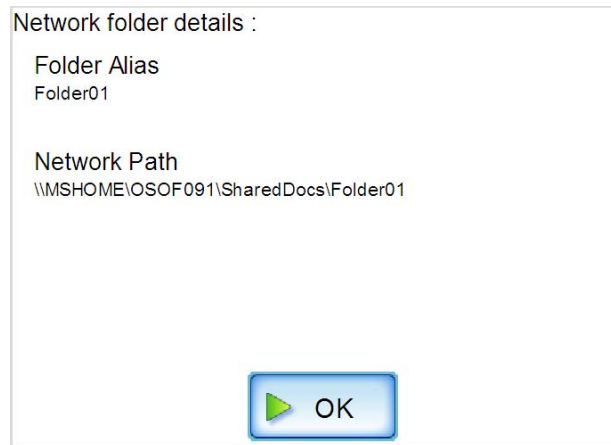 Network folder details :
Folder Alias
Folder01
Network Path
\\MSHOME\OSOF091\SharedDocs\Folder01
OK